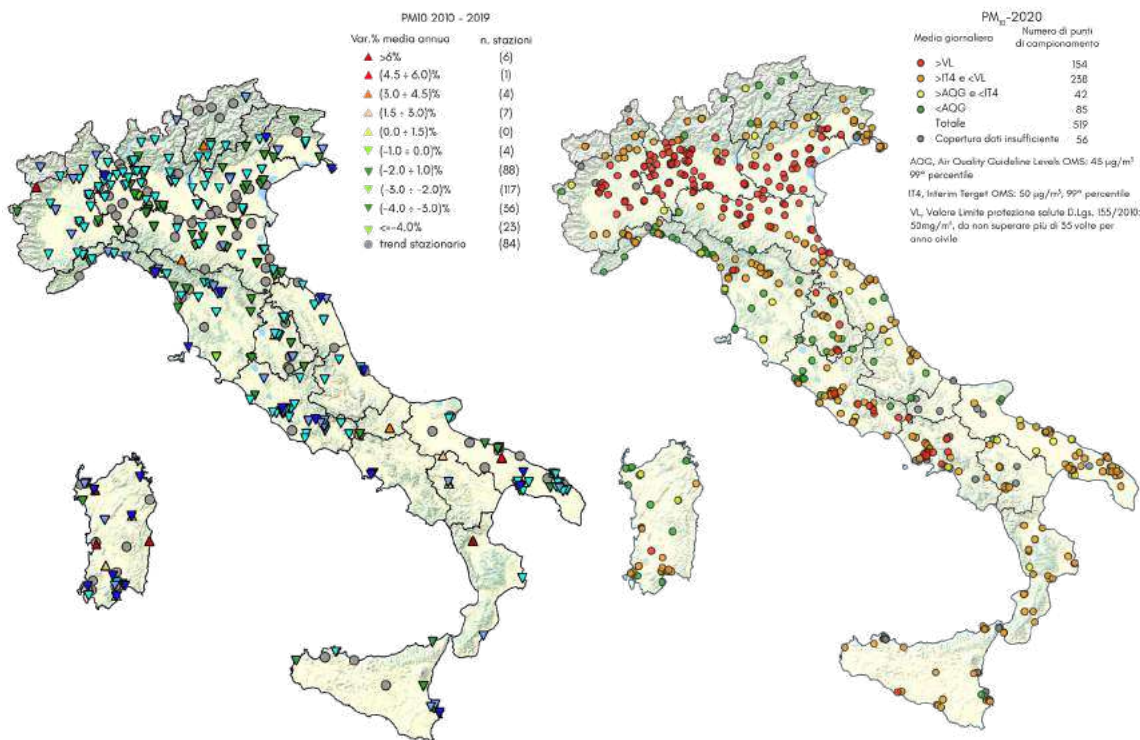 PM10 2010 - 2019
Var.% media annua n. stazioni
>6% (6)
(4.5 ÷ 6.0)% (1)
(3.0 ÷ 4.5)% (4)
(1.5 ÷ 3.0)% (7)
(0.0 ÷ 1.5)% (0)
(-1.0 ÷ 0.0)% (4)
(-2.0 ÷ 1.0)% (88)
(-3.0 ÷ -2.0)% (117)
(-4.0 ÷ -3.0)% (56)
<=-4.0% (23)
trend stazionario (84)
PM10-2020
Media giornaliera Numero di punti
di campionamento
>VL 154
>IT4 e <VL 238
>AQG e <IT4 42
<AQG 85
Totale 519
Copertura dati insufficiente 56
AQG, Air Quality Guideline Levels OMS: 45 µg/m³
99° percentile
IT4, Interim Terget OMS: 50 µg/m³, 99° percentile
VL, Valore Limite protezione salute D.Lgs. 155/2010:
50mg/m³, da non superare più di 35 volte per
anno civile